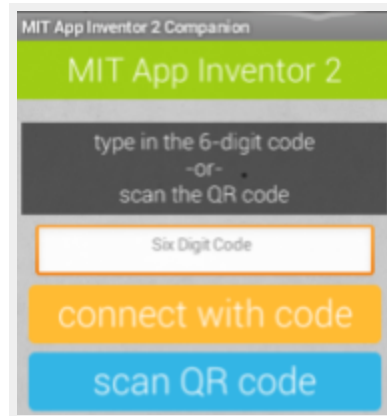 MIT App Inventor 2 Companion
MIT App Inventor 2
type in the 6-digit code
-or-
scan the QR code
Six Digit Code
connect with code
scan QR code